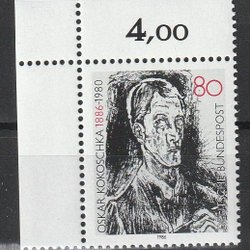 4,00
80
OSKAR KOKOSCHKA 1886-1980
DEUTSCHE BUNDESPOST
1986